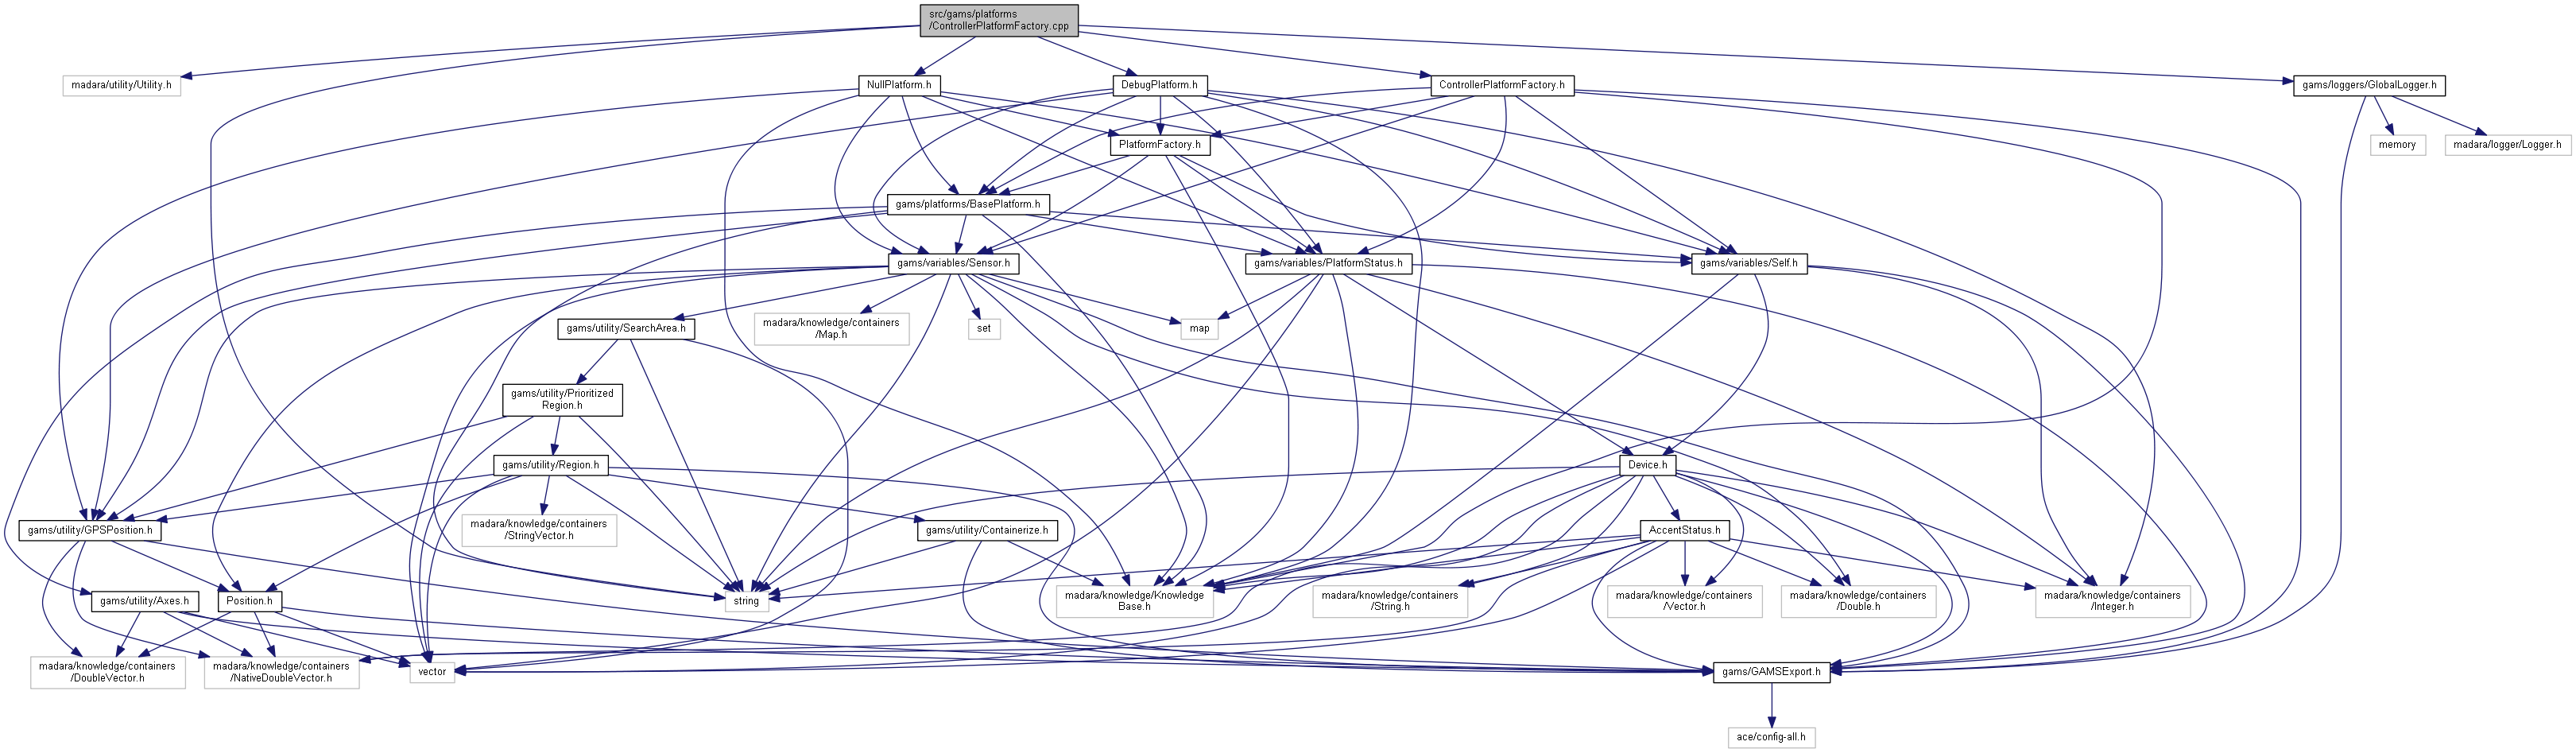 src/gams/platforms
/ControllerPlatformFactory.cpp
madara/utility/Utility.h
NullPlatform.h
DebugPlatform.h
ControllerPlatformFactory.h
gams/loggers/GlobalLogger.h
PlatformFactory.h
memory
madara/logger/Logger.h
gams/platforms/BasePlatform.h
gams/variables/Sensor.h
gams/variables/PlatformStatus.h
gams/variables/Self.h
gams/utility/SearchArea.h
madara/knowledge/containers
/Map.h
set
map
gams/utility/Prioritized
Region.h
gams/utility/Region.h
Device.h
gams/utility/GPSPosition.h
madara/knowledge/containers
/StringVector.h
gams/utility/Containerize.h
AccentStatus.h
gams/utility/Axes.h
Position.h
string
madara/knowledge/Knowledge
Base.h
madara/knowledge/containers
/String.h
madara/knowledge/containers
/Vector.h
madara/knowledge/containers
/Double.h
madara/knowledge/containers
/Integer.h
madara/knowledge/containers
/DoubleVector.h
madara/knowledge/containers
/NativeDoubleVector.h
vector
gams/GAMSExport.h
ace/config-all.h